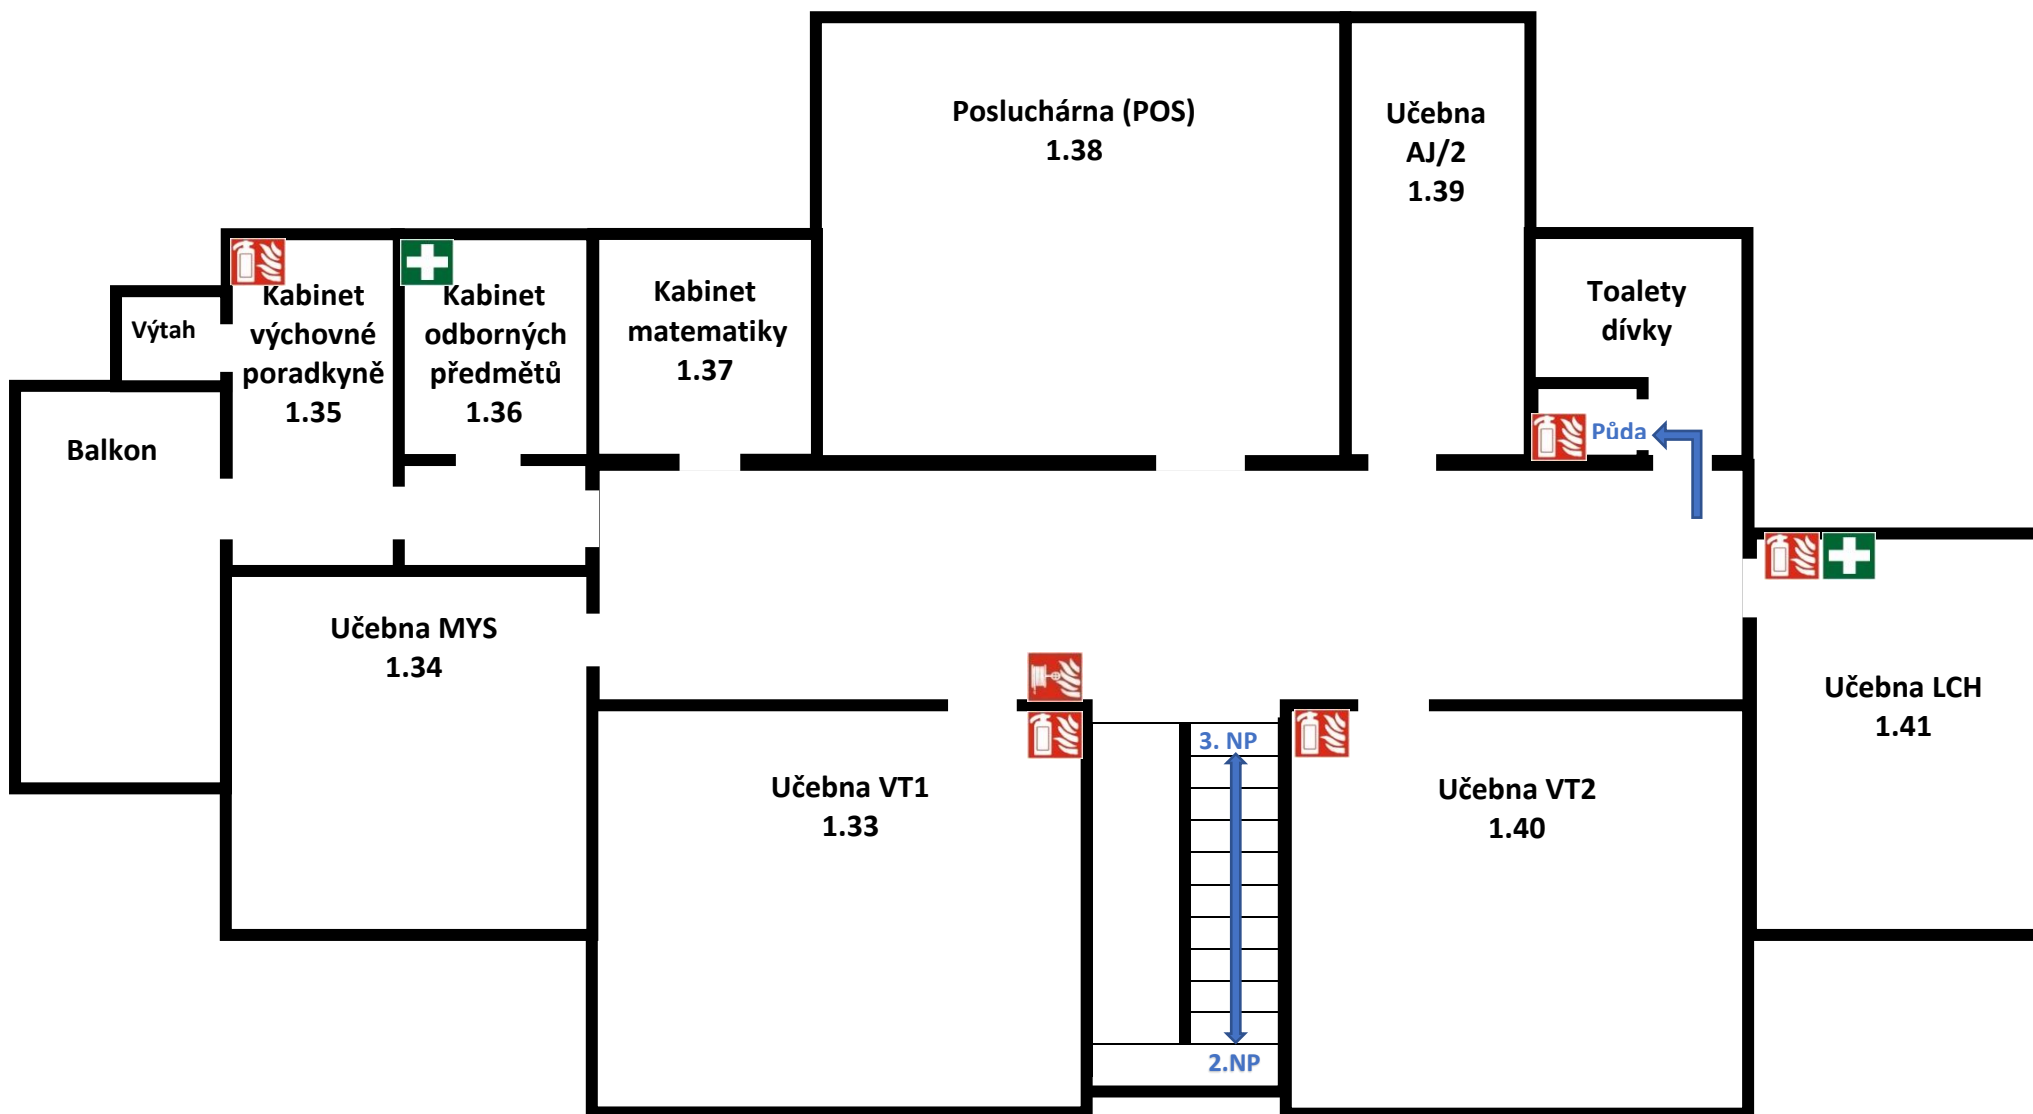 Posluchárna (POS)
1.38
Učebna
AJ/2
1.39
Kabinet
výchovné
poradkyně
1.35
Kabinet
odborných
předmětů
1.36
Kabinet
matematiky
1.37
Toalety
dívky
Výtah
Balkon
Půda
Učebna MYS
1.34
Učebna LCH
1.41
3. NP
Učebna VT1
1.33
Učebna VT2
1.40
2.NP